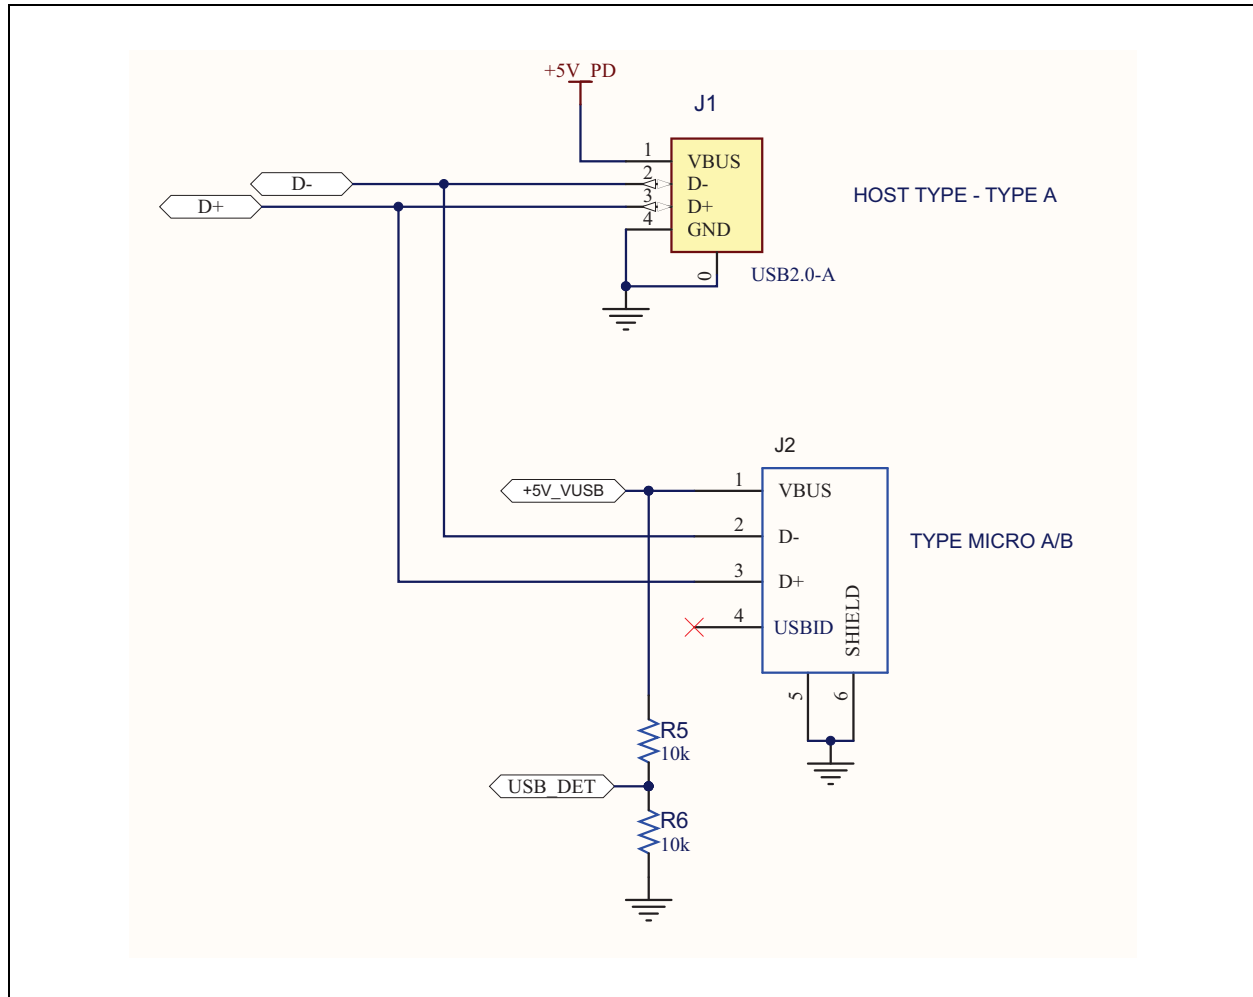 +5V_PD
J1
1
VBUS
D-
2
D-
HOST TYPE - TYPE A
D+
3
D+
4
GND
0
USB2.0-A
J2
+5V_VUSB
1
VBUS
2
D-
TYPE MICRO A/B
3
D+
4
USBID
SHIELD
5
6
R5
10k
USB_DET
R6
10k